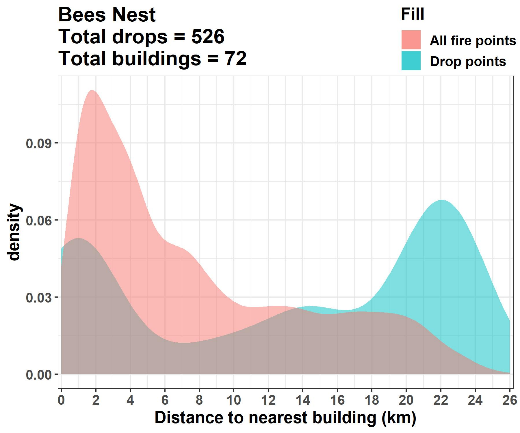 Bees Nest
Total drops = 526
Total buildings = 72
Fill
All fire points
Drop points
density
0.09
0.06
0.03
0.00
0 2 4 6 8 10 12 14 16 18 20 22 24 26
Distance to nearest building (km)